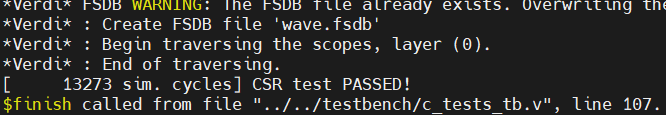 *Verdi* FSDB WARNING: The FSDB file already exists. Overwriting the
*Verdi* : Create FSDB file 'wave.fsdb'
*Verdi* : Begin traversing the scopes, layer (0).
*Verdi* : End of traversing.
[     13273 sim. cycles] CSR test PASSED!
$finish called from file "../../testbench/c_tests_tb.v", line 107.